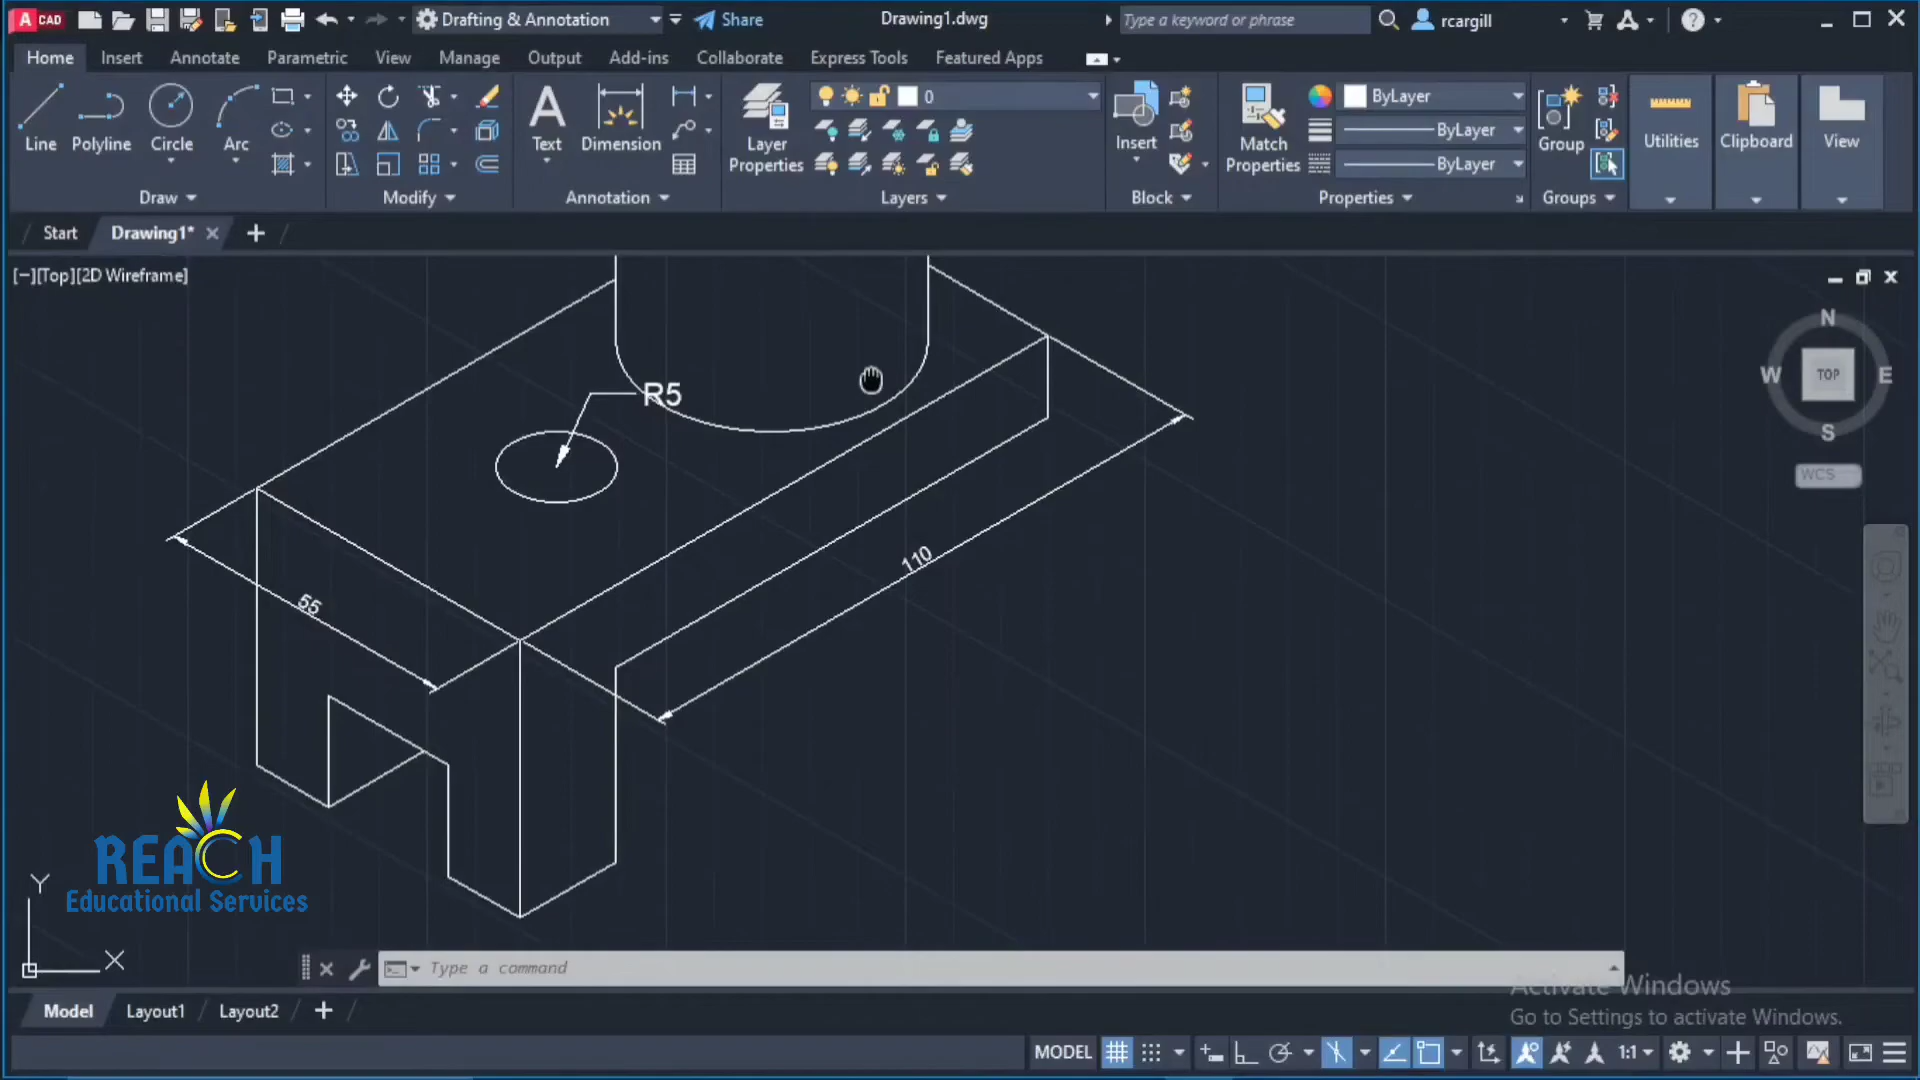 A CAD Drafting & Annotation Share Drawing1.dwg Type a keyword or phrase rcargill ?
Home Insert Annotate Parametric View Manage Output Add-ins Collaborate Express Tools Featured Apps
Line Polyline Circle Arc Text Dimension Layer Properties 0 Insert Match Properties ByLayer Group Utilities Clipboard View
ByLayer
ByLayer
Draw Modify Annotation Layers Block Properties Groups
Start Drawing1* +
[−][Top][2D Wireframe]
N
W TOP E
S
WCS
R5
110
55
REACH
Educational Services
Y
X
Type a command
Activate Windows
Go to Settings to activate Windows.
Model Layout1 Layout2 +
MODEL 1:1